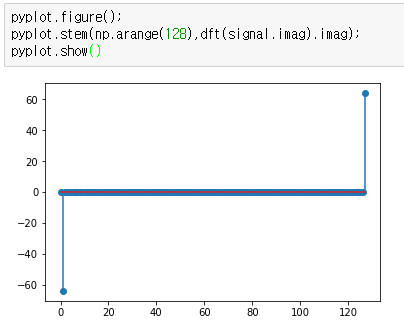 pyplot.figure();
pyplot.stem(np.arange(128),dft(signal.imag).imag);
pyplot.show()
60
40
20
0
−20
−40
−60
0 20 40 60 80 100 120